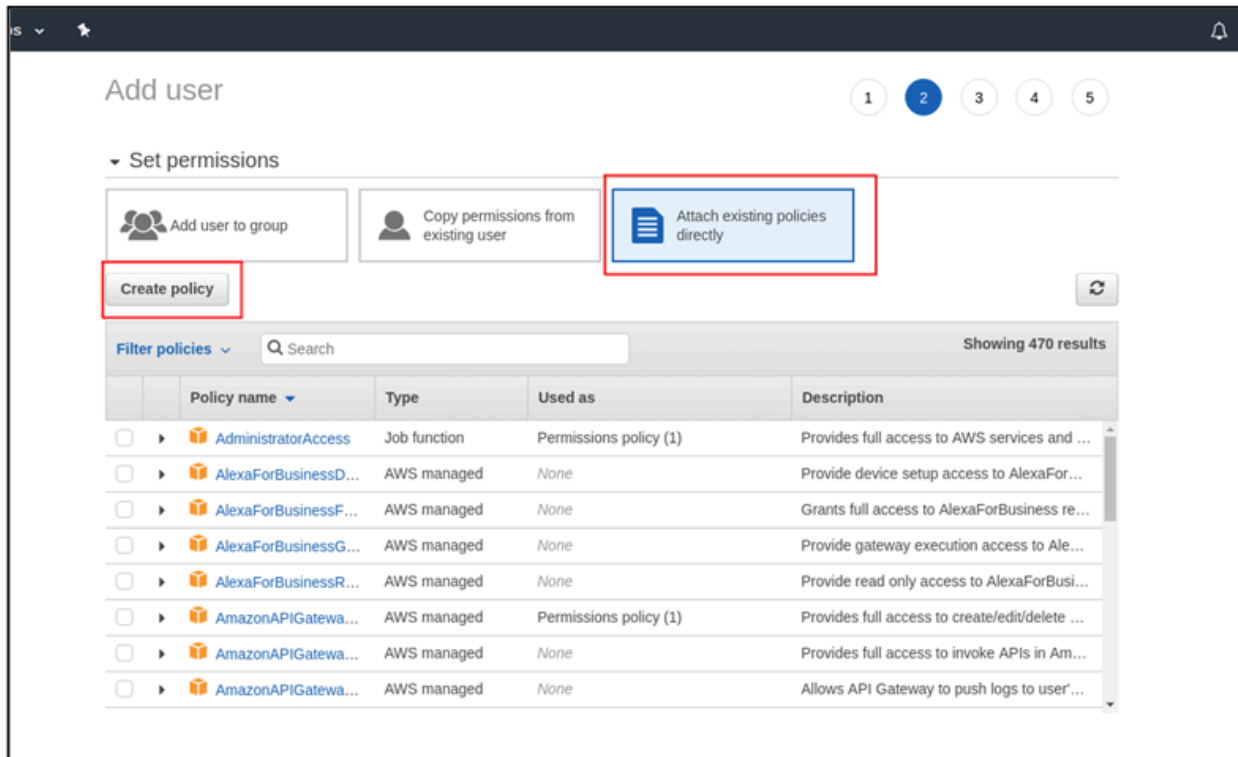 Add user
1 2 3 4 5
Set permissions
Add user to group
Copy permissions from
existing user
Attach existing policies
directly
Create policy
Filter policies Search Showing 470 results
Policy name Type Used as Description
AdministratorAccess Job function Permissions policy (1) Provides full access to AWS services and ...
AlexaForBusinessD... AWS managed None Provide device setup access to AlexaFor...
AlexaForBusinessF... AWS managed None Grants full access to AlexaForBusiness re...
AlexaForBusinessG... AWS managed None Provide gateway execution access to Ale...
AlexaForBusinessR... AWS managed None Provide read only access to AlexaForBusi...
AmazonAPIGatewa... AWS managed Permissions policy (1) Provides full access to create/edit/delete ...
AmazonAPIGatewa... AWS managed None Provides full access to invoke APIs in Am...
AmazonAPIGatewa... AWS managed None Allows API Gateway to push logs to user'...